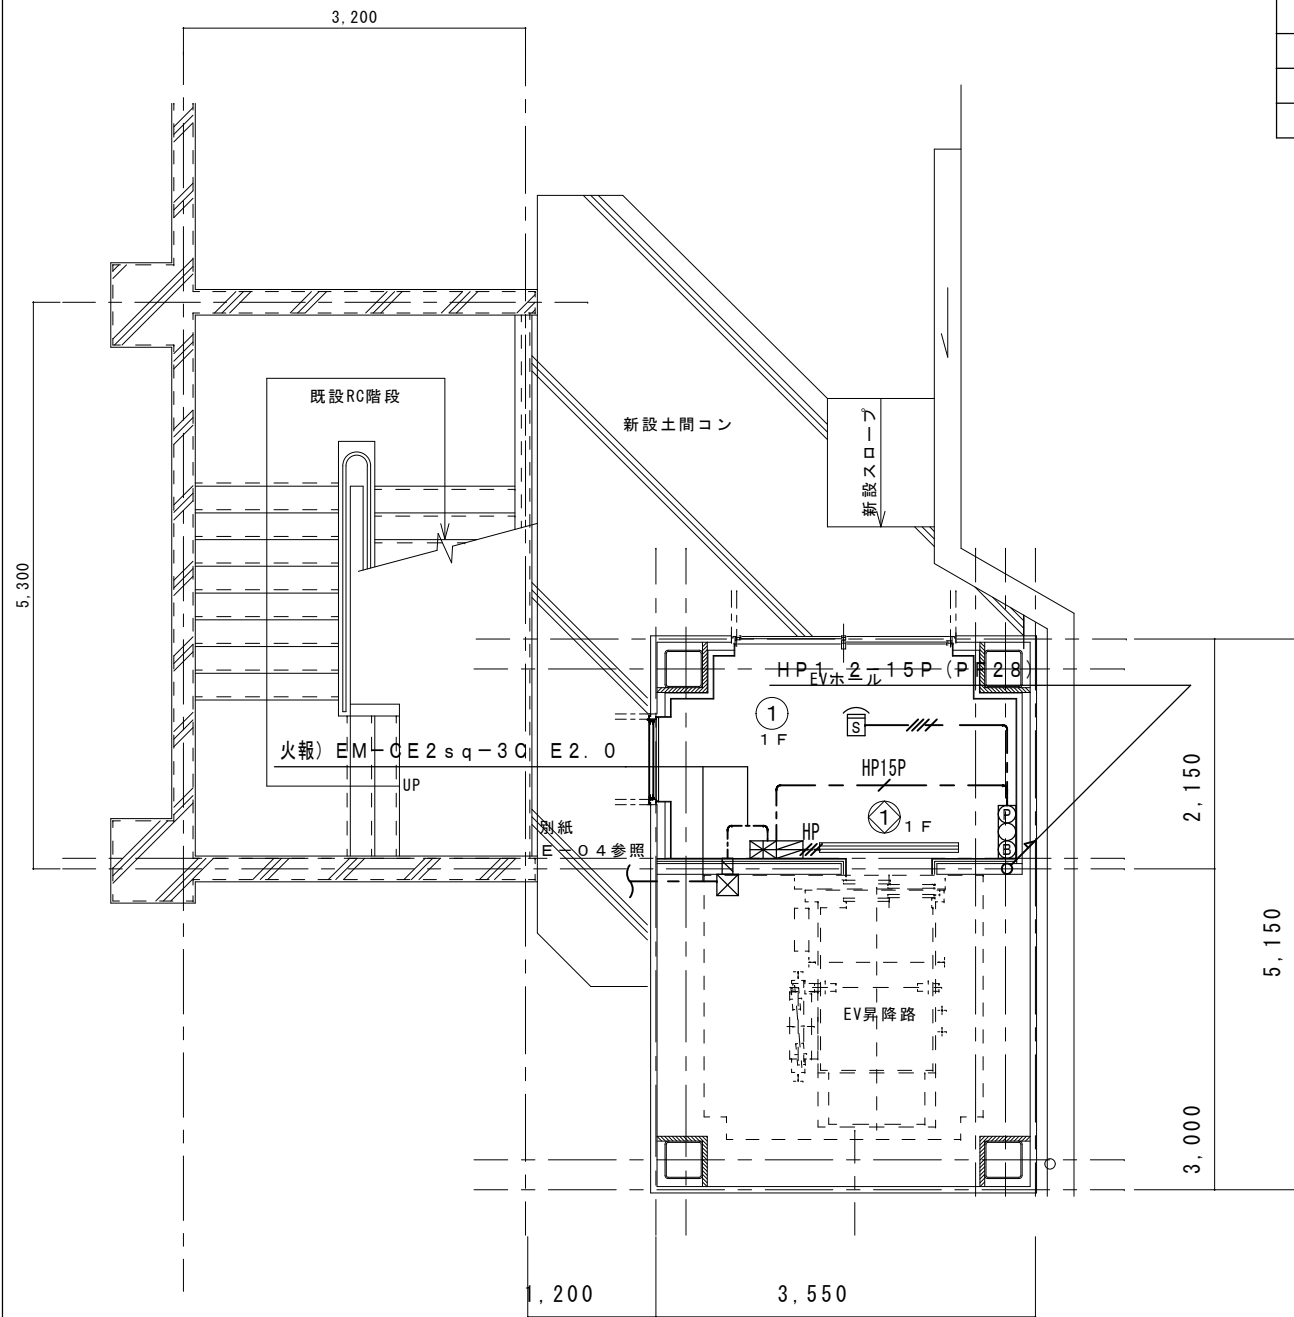 3,200
既設RC階段
新設土間コン
新設スロープ
5,300
HP1.2-15P(PF28)
EVホール
1
1F
S
火報)EM-CE2sq-3C E2.0
HP15P
UP
2,150
P
1
1F
HP
B
別紙
E-04参照
5,150
EV昇降路
3,000
1,200
3,550